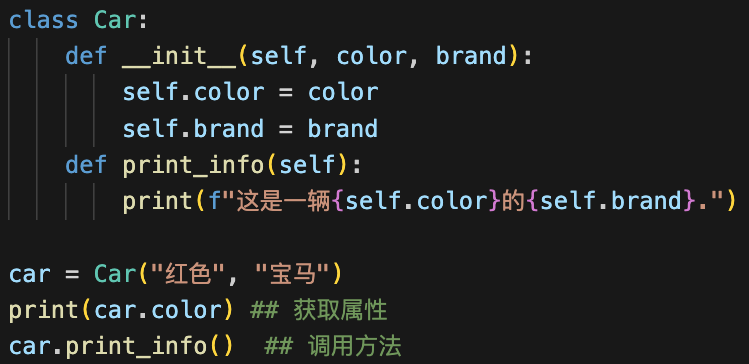 class Car:
    def __init__(self, color, brand):
        self.color = color
        self.brand = brand
    def print_info(self):
        print(f"这是一辆{self.color}的{self.brand}.")

car = Car("红色", "宝马")
print(car.color) ## 获取属性
car.print_info()  ## 调用方法